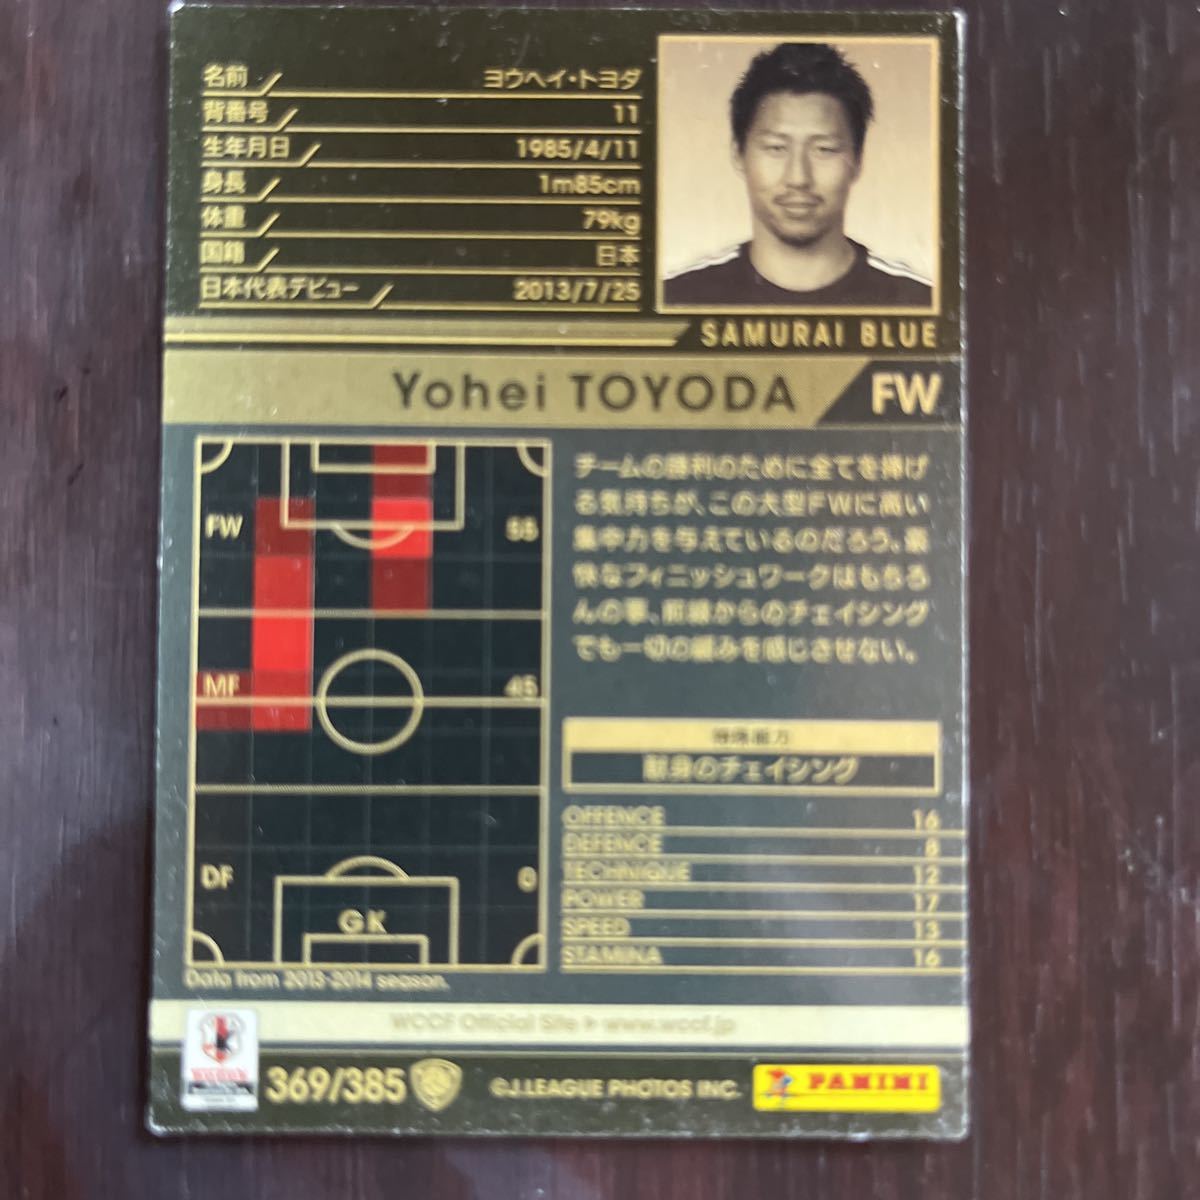 名前 ヨウヘイ・トヨダ
背番号 11
生年月日 1985/4/11
身長 1m85cm
体重 79kg
国籍 日本
日本代表デビュー 2013/7/25
SAMURAI BLUE
Yohei TOYODA FW
FW 55
MF 45
DF 0
GK
Data from 2013-2014 season.
チームの勝利のために全てを捧げ
る気持ちが、この大型FWに高い
集中力を与えているのだろう。豪
快なフィニッシュワークはもちろ
んの事、前線からのチェイシング
でも一切の緩みを感じさせない。
特殊能力
献身のチェイシング
OFFENCE 16
DEFENCE 8
TECHNIQUE 12
POWER 17
SPEED 13
STAMINA 16
WCCF Official Site ▶ www.wccf.jp
369/385
©J.LEAGUE PHOTOS INC.
PANINI